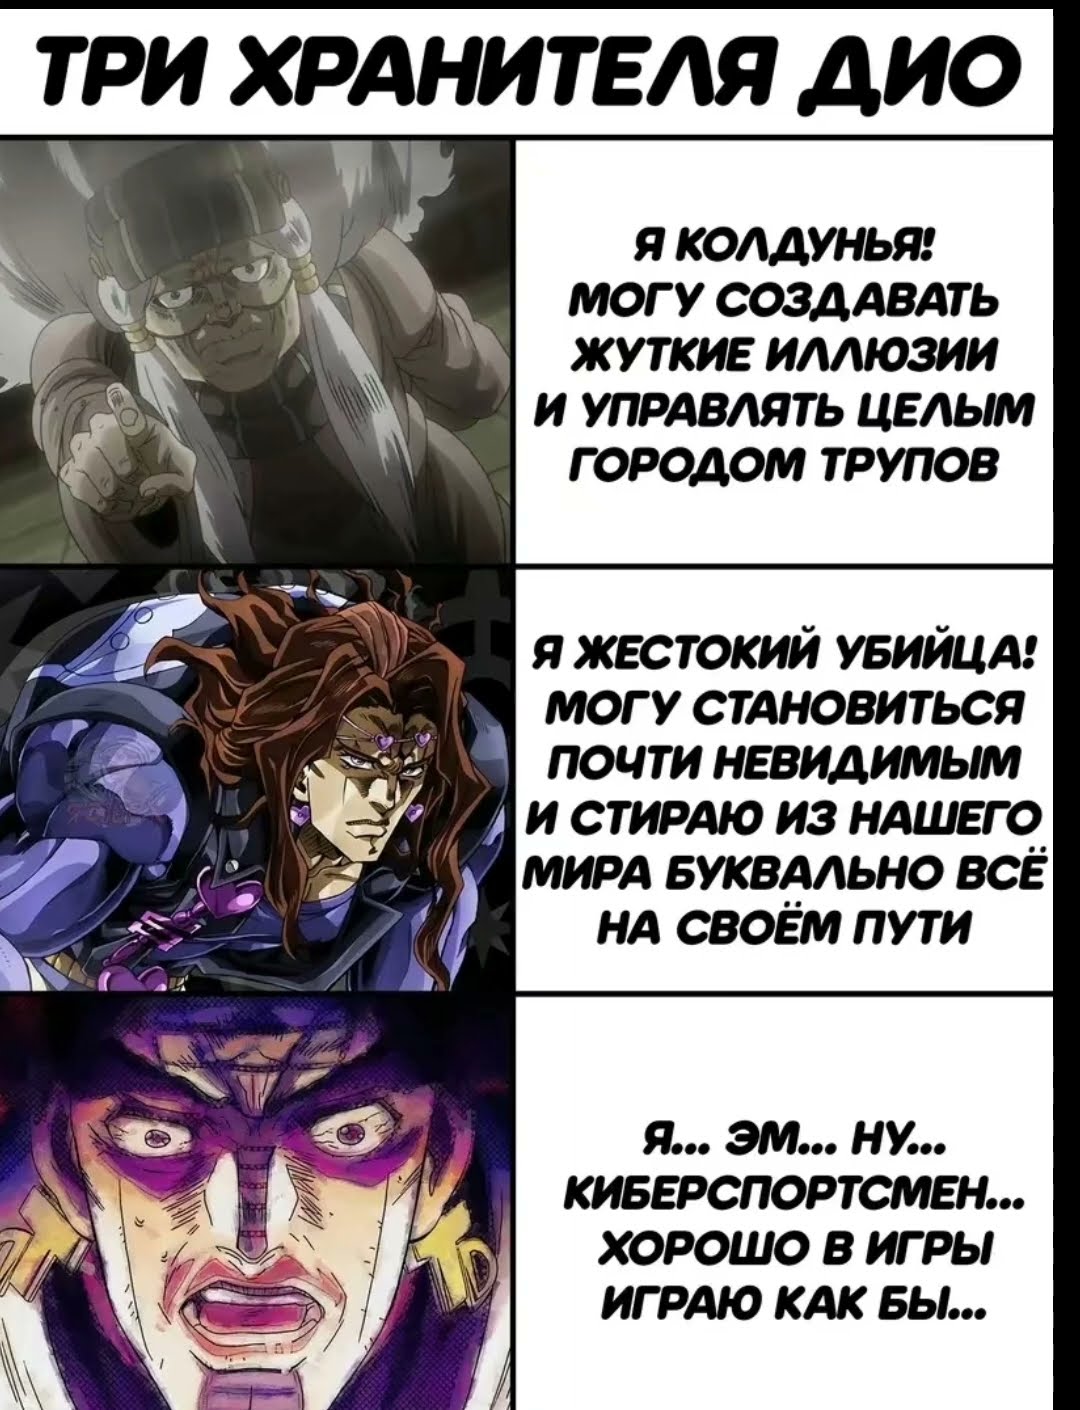 ТРИ ХРАНИТЕЛЯ ДИО
Я КОЛДУНЬЯ!
МОГУ СОЗДАВАТЬ
ЖУТКИЕ ИЛЛЮЗИИ
И УПРАВЛЯТЬ ЦЕЛЫМ
ГОРОДОМ ТРУПОВ
Я ЖЕСТОКИЙ УБИЙЦА!
МОГУ СТАНОВИТЬСЯ
ПОЧТИ НЕВИДИМЫМ
И СТИРАЮ ИЗ НАШЕГО
МИРА БУКВАЛЬНО ВСЁ
НА СВОЁМ ПУТИ
Я... ЭМ... НУ...
КИБЕРСПОРТСМЕН...
ХОРОШО В ИГРЫ
ИГРАЮ КАК БЫ...